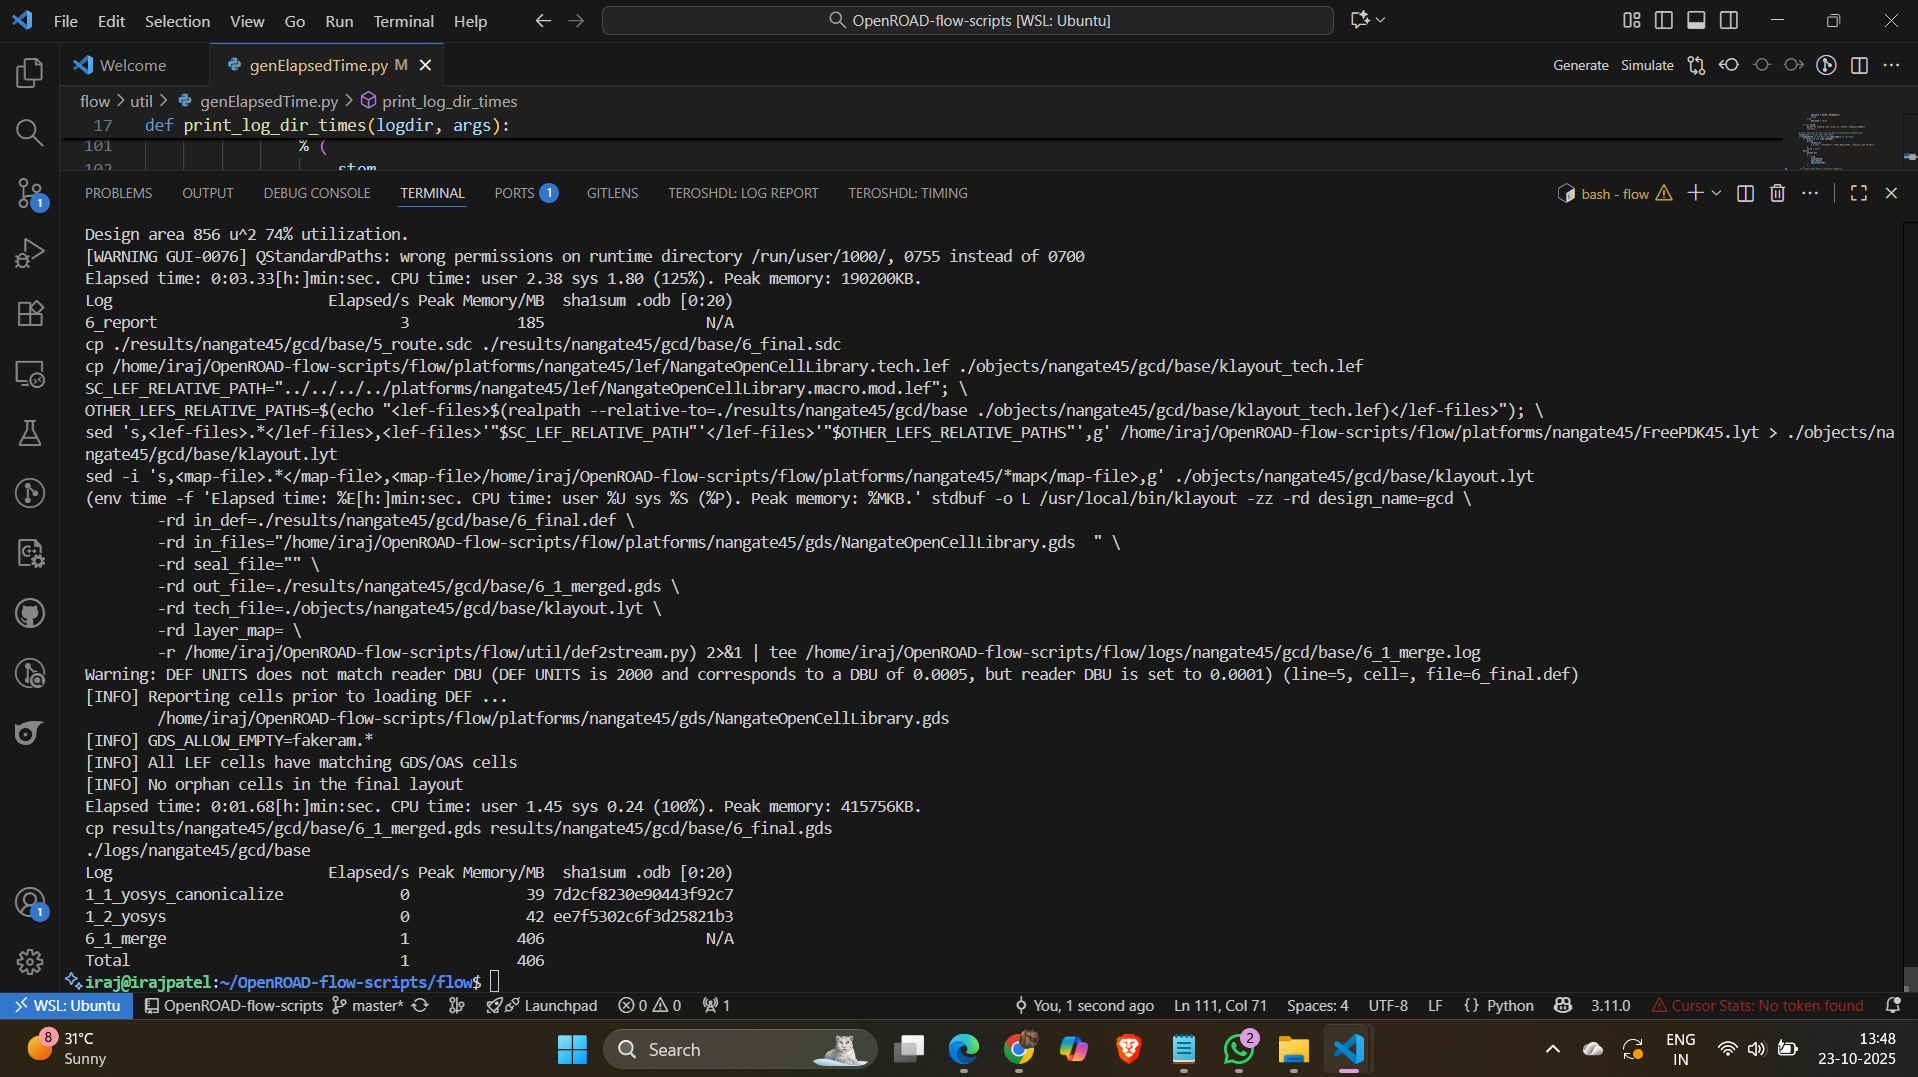 File Edit Selection View Go Run Terminal Help
OpenROAD-flow-scripts [WSL: Ubuntu]
Welcome
genElapsedTime.py M
Generate Simulate
flow > util > genElapsedTime.py > print_log_dir_times
17 def print_log_dir_times(logdir, args):
101 % (
102 stem
PROBLEMS OUTPUT DEBUG CONSOLE TERMINAL PORTS 1 GITLENS TEROSHDL: LOG REPORT TEROSHDL: TIMING
bash - flow
Design area 856 u^2 74% utilization.
[WARNING GUI-0076] QStandardPaths: wrong permissions on runtime directory /run/user/1000/, 0755 instead of 0700
Elapsed time: 0:03.33[h:]min:sec. CPU time: user 2.38 sys 1.80 (125%). Peak memory: 190200KB.
Log Elapsed/s Peak Memory/MB sha1sum .odb [0:20)
6_report 3 185 N/A
cp ./results/nangate45/gcd/base/5_route.sdc ./results/nangate45/gcd/base/6_final.sdc
cp /home/iraj/OpenROAD-flow-scripts/flow/platforms/nangate45/lef/NangateOpenCellLibrary.tech.lef ./objects/nangate45/gcd/base/klayout_tech.lef
SC_LEF_RELATIVE_PATH="../../../../platforms/nangate45/lef/NangateOpenCellLibrary.macro.mod.lef"; \
OTHER_LEFS_RELATIVE_PATHS=$(echo "<lef-files>$(realpath --relative-to=./results/nangate45/gcd/base ./objects/nangate45/gcd/base/klayout_tech.lef)</lef-files>"); \
sed 's,<lef-files>.*</lef-files>,<lef-files>'"$SC_LEF_RELATIVE_PATH"'</lef-files>'"$OTHER_LEFS_RELATIVE_PATHS"',g' /home/iraj/OpenROAD-flow-scripts/flow/platforms/nangate45/FreePDK45.lyt > ./objects/na
ngate45/gcd/base/klayout.lyt
sed -i 's,<map-file>.*</map-file>,<map-file>/home/iraj/OpenROAD-flow-scripts/flow/platforms/nangate45/*map</map-file>,g' ./objects/nangate45/gcd/base/klayout.lyt
(env time -f 'Elapsed time: %E[h:]min:sec. CPU time: user %U sys %S (%P). Peak memory: %MKB.' stdbuf -o L /usr/local/bin/klayout -zz -rd design_name=gcd \
-rd in_def=./results/nangate45/gcd/base/6_final.def \
-rd in_files="/home/iraj/OpenROAD-flow-scripts/flow/platforms/nangate45/gds/NangateOpenCellLibrary.gds  " \
-rd seal_file="" \
-rd out_file=./results/nangate45/gcd/base/6_1_merged.gds \
-rd tech_file=./objects/nangate45/gcd/base/klayout.lyt \
-rd layer_map= \
-r /home/iraj/OpenROAD-flow-scripts/flow/util/def2stream.py) 2>&1 | tee /home/iraj/OpenROAD-flow-scripts/flow/logs/nangate45/gcd/base/6_1_merge.log
Warning: DEF UNITS does not match reader DBU (DEF UNITS is 2000 and corresponds to a DBU of 0.0005, but reader DBU is set to 0.0001) (line=5, cell=, file=6_final.def)
[INFO] Reporting cells prior to loading DEF ...
/home/iraj/OpenROAD-flow-scripts/flow/platforms/nangate45/gds/NangateOpenCellLibrary.gds
[INFO] GDS_ALLOW_EMPTY=fakeram.*
[INFO] All LEF cells have matching GDS/OAS cells
[INFO] No orphan cells in the final layout
Elapsed time: 0:01.68[h:]min:sec. CPU time: user 1.45 sys 0.24 (100%). Peak memory: 415756KB.
cp results/nangate45/gcd/base/6_1_merged.gds results/nangate45/gcd/base/6_final.gds
./logs/nangate45/gcd/base
Log Elapsed/s Peak Memory/MB sha1sum .odb [0:20)
1_1_yosys_canonicalize 0 39 7d2cf8230e90443f92c7
1_2_yosys 0 42 ee7f5302c6f3d25821b3
6_1_merge 1 406 N/A
Total 1 406
iraj@irajpatel:~/OpenROAD-flow-scripts/flow$
WSL: Ubuntu OpenROAD-flow-scripts master* Launchpad 0 0 1 You, 1 second ago Ln 111, Col 71 Spaces: 4 UTF-8 LF {} Python 3.11.0 Cursor Stats: No token found
8 31°C
Sunny
Search
2
ENG
IN
13:48
23-10-2025
1
1